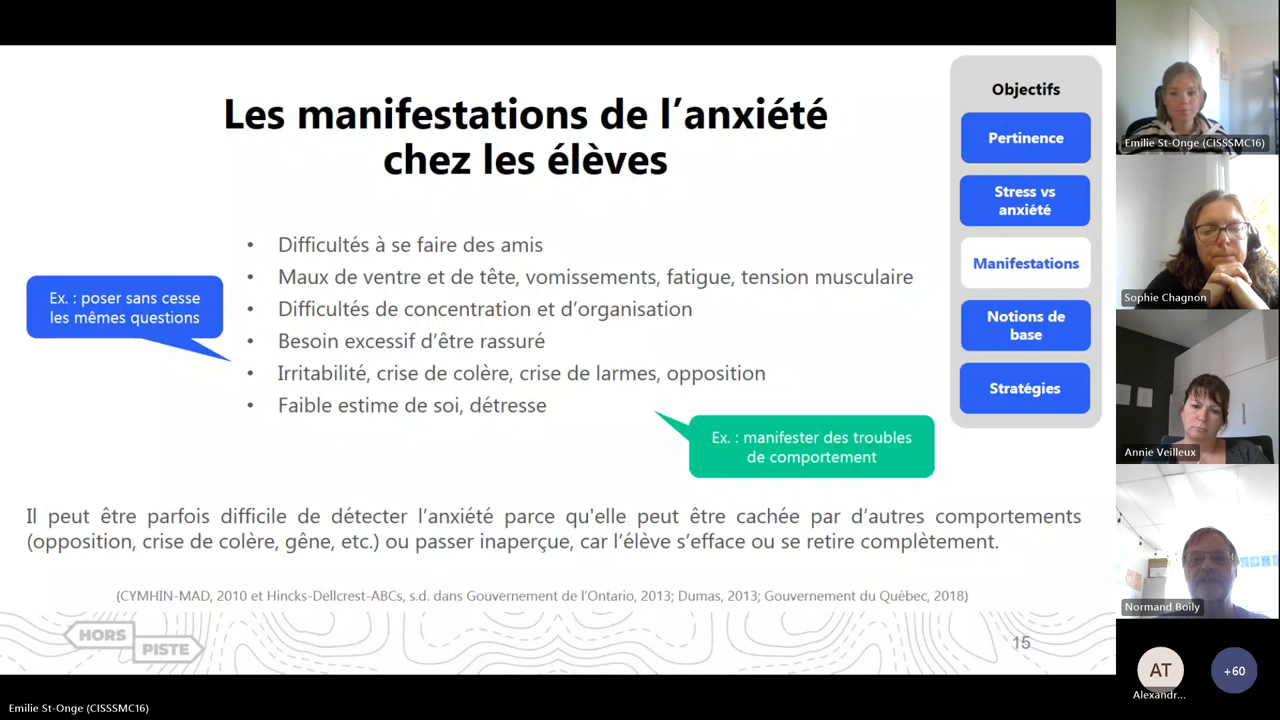 Les manifestations de l’anxiété
chez les élèves
Ex. : poser sans cesse
les mêmes questions
• Difficultés à se faire des amis
• Maux de ventre et de tête, vomissements, fatigue, tension musculaire
• Difficultés de concentration et d’organisation
• Besoin excessif d’être rassuré
• Irritabilité, crise de colère, crise de larmes, opposition
• Faible estime de soi, détresse
Ex. : manifester des troubles
de comportement
Il peut être parfois difficile de détecter l’anxiété parce qu'elle peut être cachée par d’autres comportements
(opposition, crise de colère, gêne, etc.) ou passer inaperçue, car l’élève s’efface ou se retire complètement.
(CYMHIN-MAD, 2010 et Hincks-Dellcrest-ABCs, s.d. dans Gouvernement de l’Ontario, 2013; Dumas, 2013; Gouvernement du Québec, 2018)
HORS
PISTE
15
Objectifs
Pertinence
Stress vs
anxiété
Manifestations
Notions de
base
Stratégies
Emilie St-Onge (CISSSMC16)
Sophie Chagnon
Annie Veilleux
Normand Boily
AT
Alexandr...
+60
Emilie St-Onge (CISSSMC16)